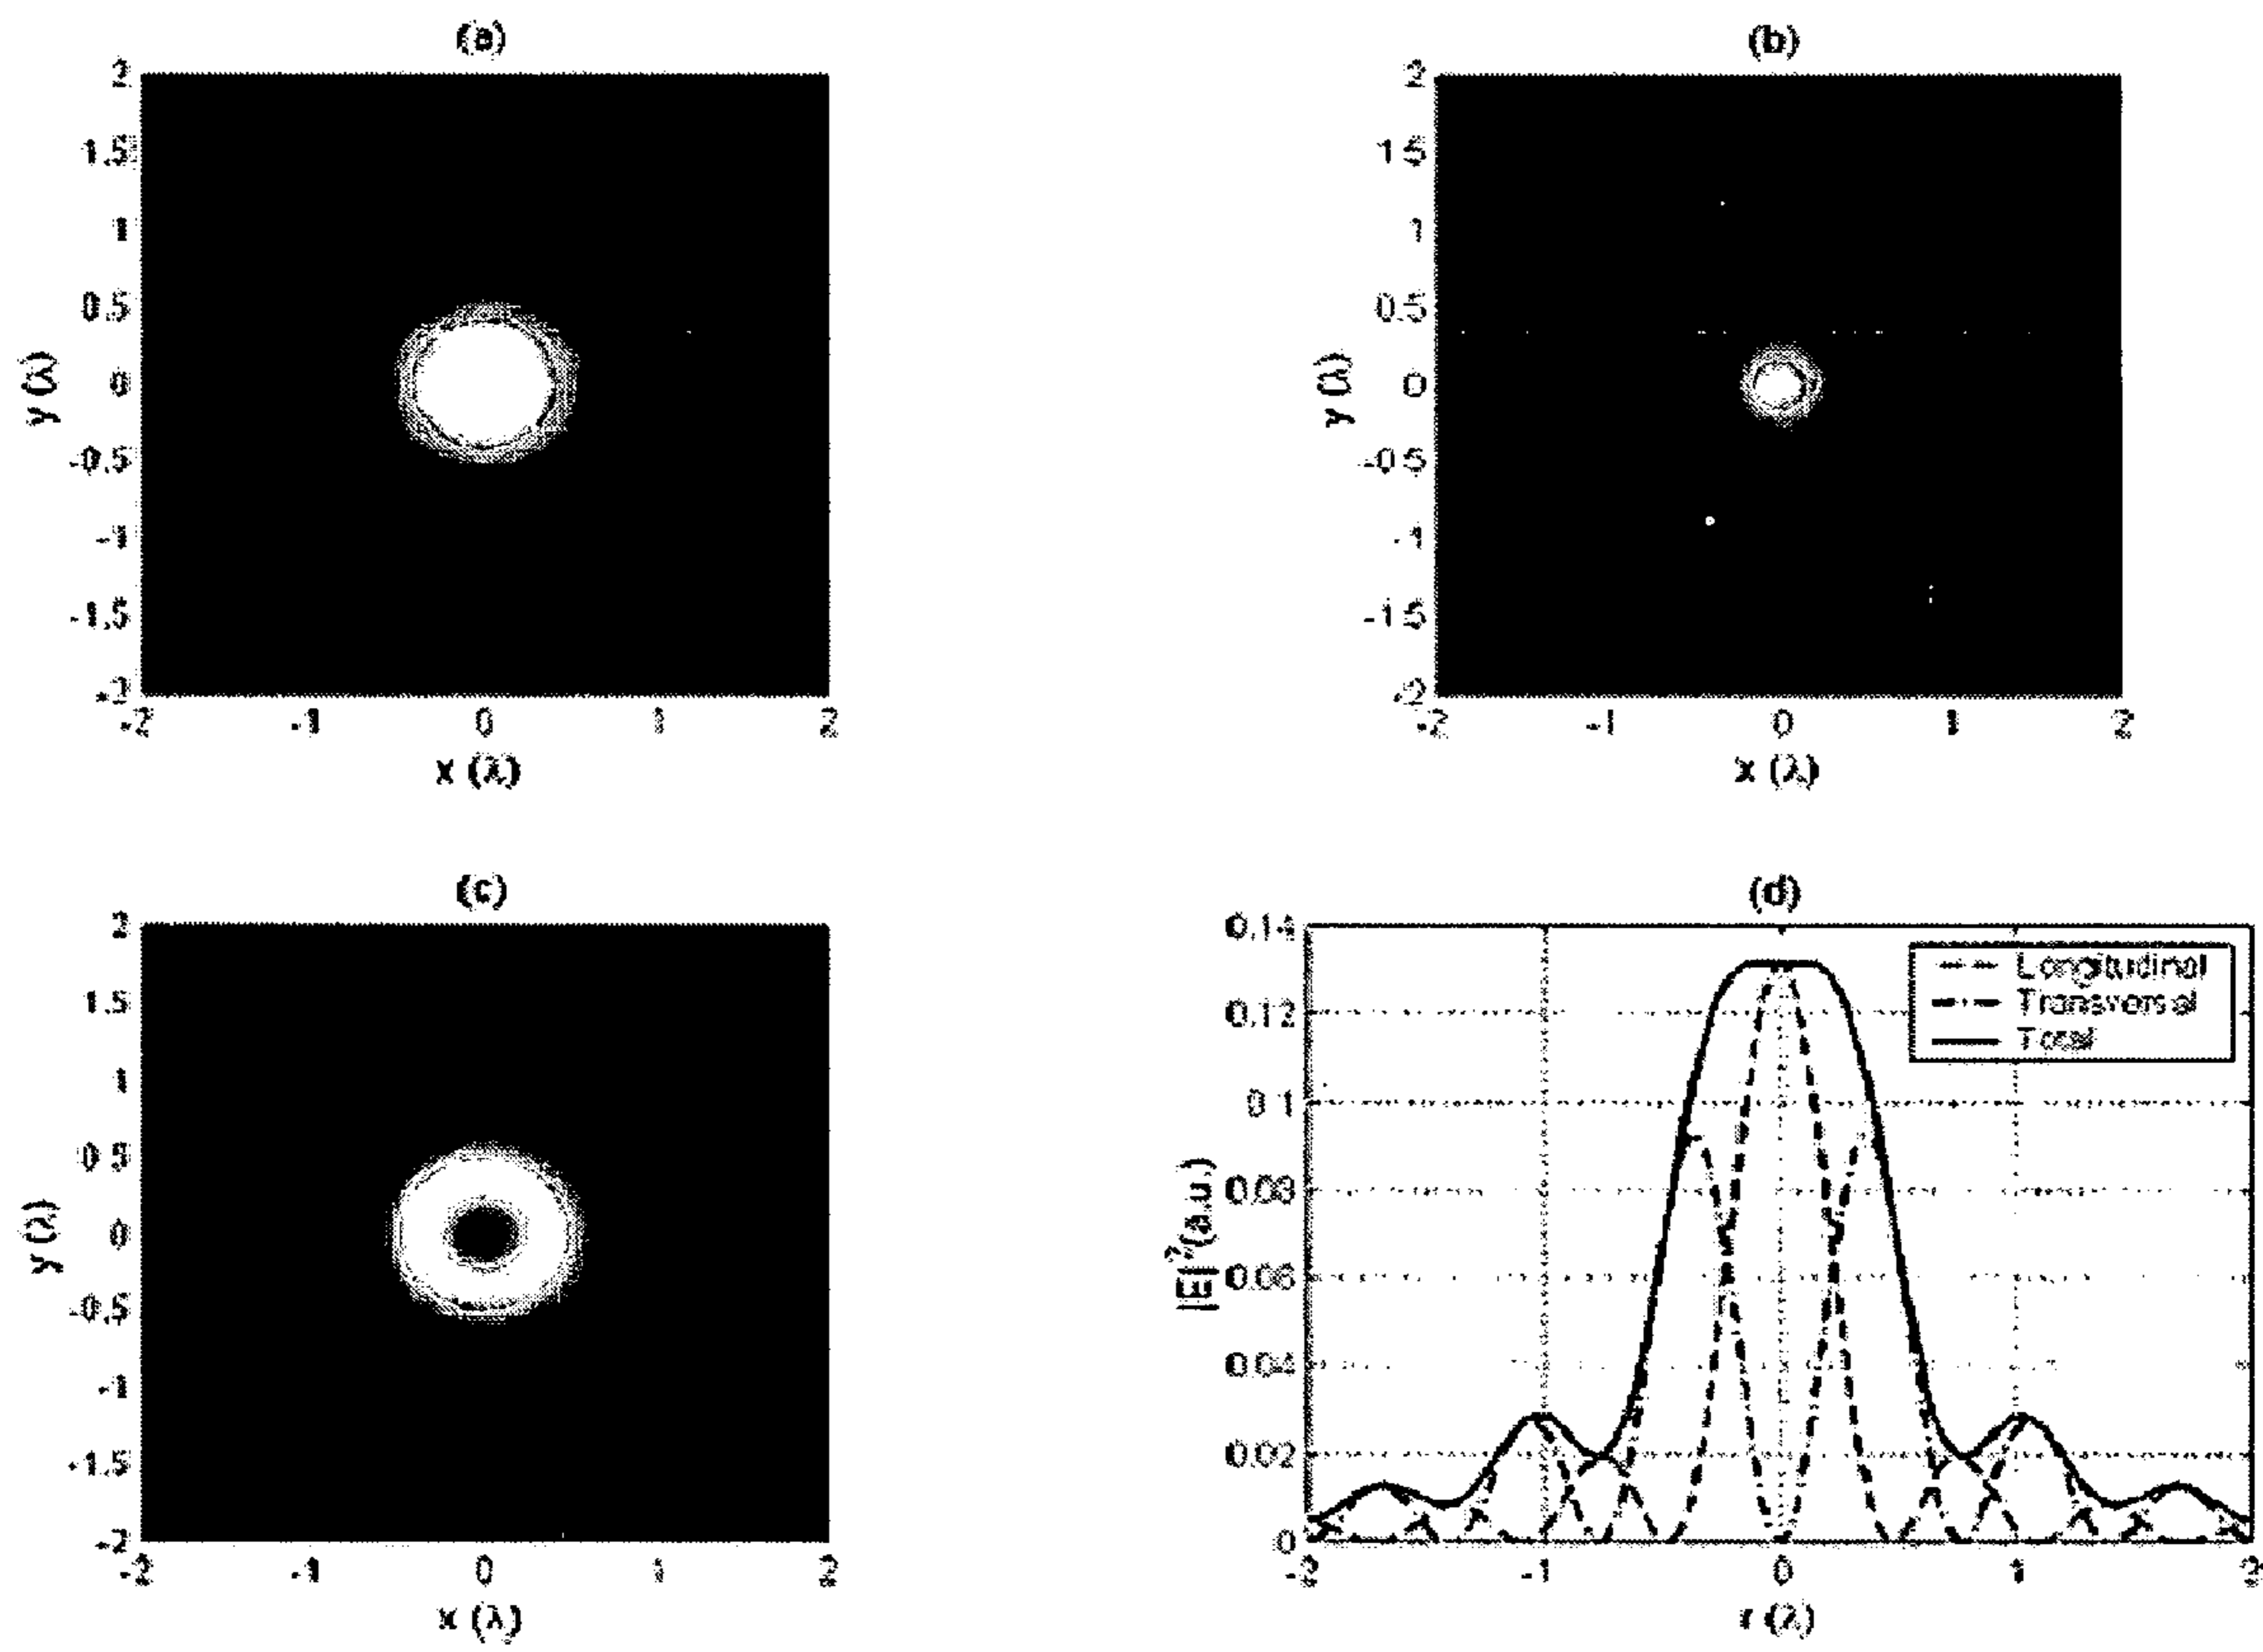 (a)
2
1.5
1
0.5
0
-0.5
-1
-1.5
-2
y (λ)
-2 -1 0 1 2
x (λ)
(b)
2
1.5
1
0.5
0
-0.5
-1
-1.5
-2
y (λ)
-2 -1 0 1 2
x (λ)
(c)
2
1.5
1
0.5
0
-0.5
-1
-1.5
-2
y (λ)
-2 -1 0 1 2
x (λ)
(d)
0.14
0.12
0.1
0.08
0.06
0.04
0.02
0
|E|²(a.u.)
Longitudinal
Transversal
Total
-2 -1 0 1 2
r (λ)